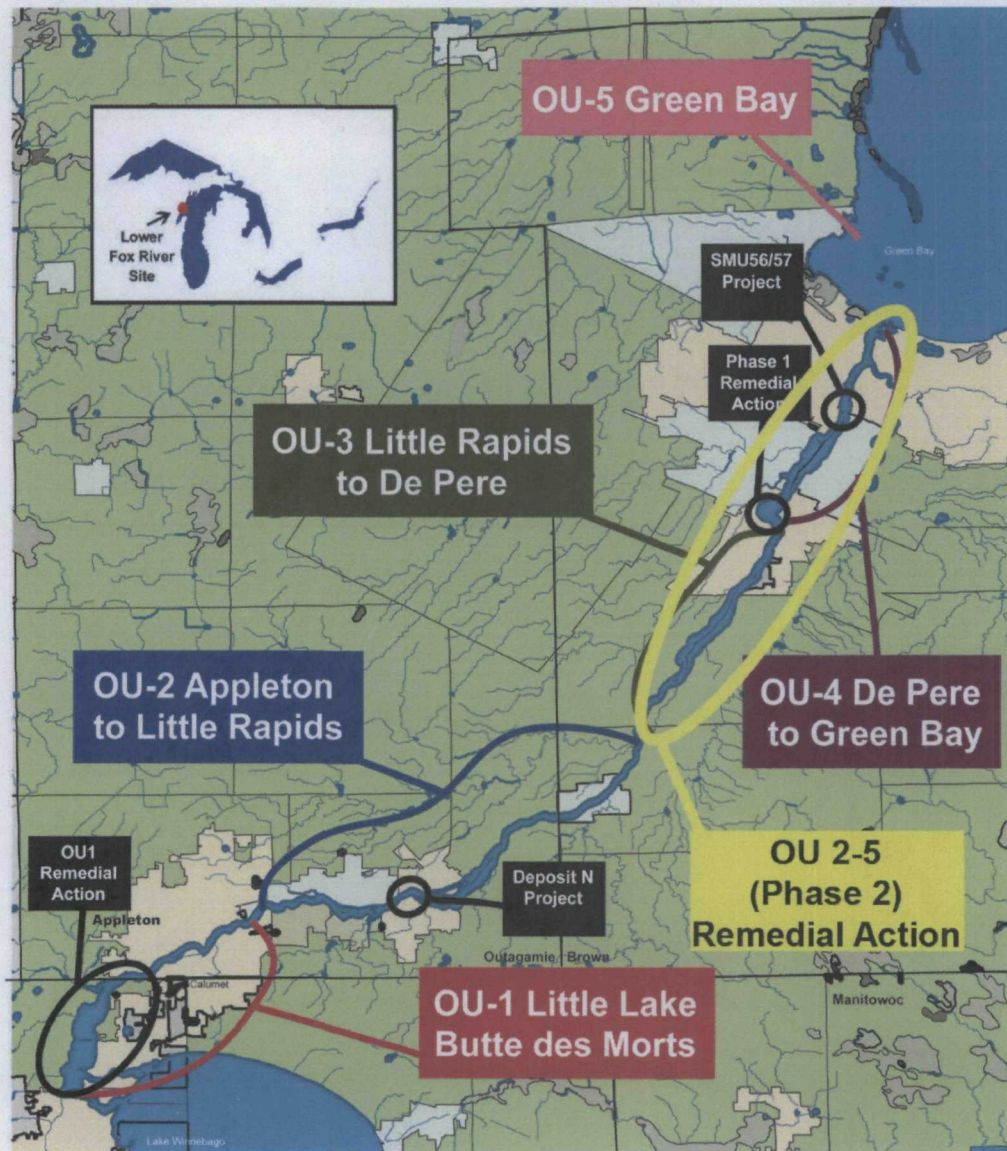 OU-5 Green Bay
Lower
Fox River
Site
Green Bay
SMU56/57
Project
Phase 1
Remedial
Action
OU-3 Little Rapids
to De Pere
OU-2 Appleton
to Little Rapids
OU-4 De Pere
to Green Bay
OU1
Remedial
Action
Appleton
Deposit N
Project
OU 2-5
(Phase 2)
Remedial Action
Outagamie Brown
Calumet
Manitowoc
OU-1 Little Lake
Butte des Morts
Lake Winnebago